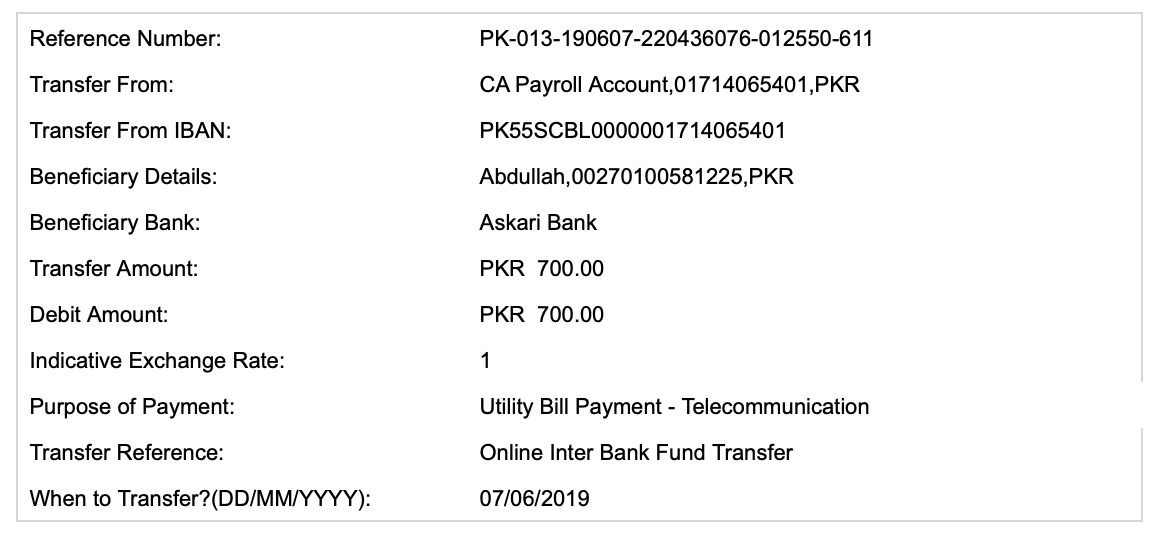 Reference Number: PK-013-190607-220436076-012550-611
Transfer From: CA Payroll Account,01714065401,PKR
Transfer From IBAN: PK55SCBL0000001714065401
Beneficiary Details: Abdullah,00270100581225,PKR
Beneficiary Bank: Askari Bank
Transfer Amount: PKR  700.00
Debit Amount: PKR  700.00
Indicative Exchange Rate: 1
Purpose of Payment: Utility Bill Payment - Telecommunication
Transfer Reference: Online Inter Bank Fund Transfer
When to Transfer?(DD/MM/YYYY): 07/06/2019